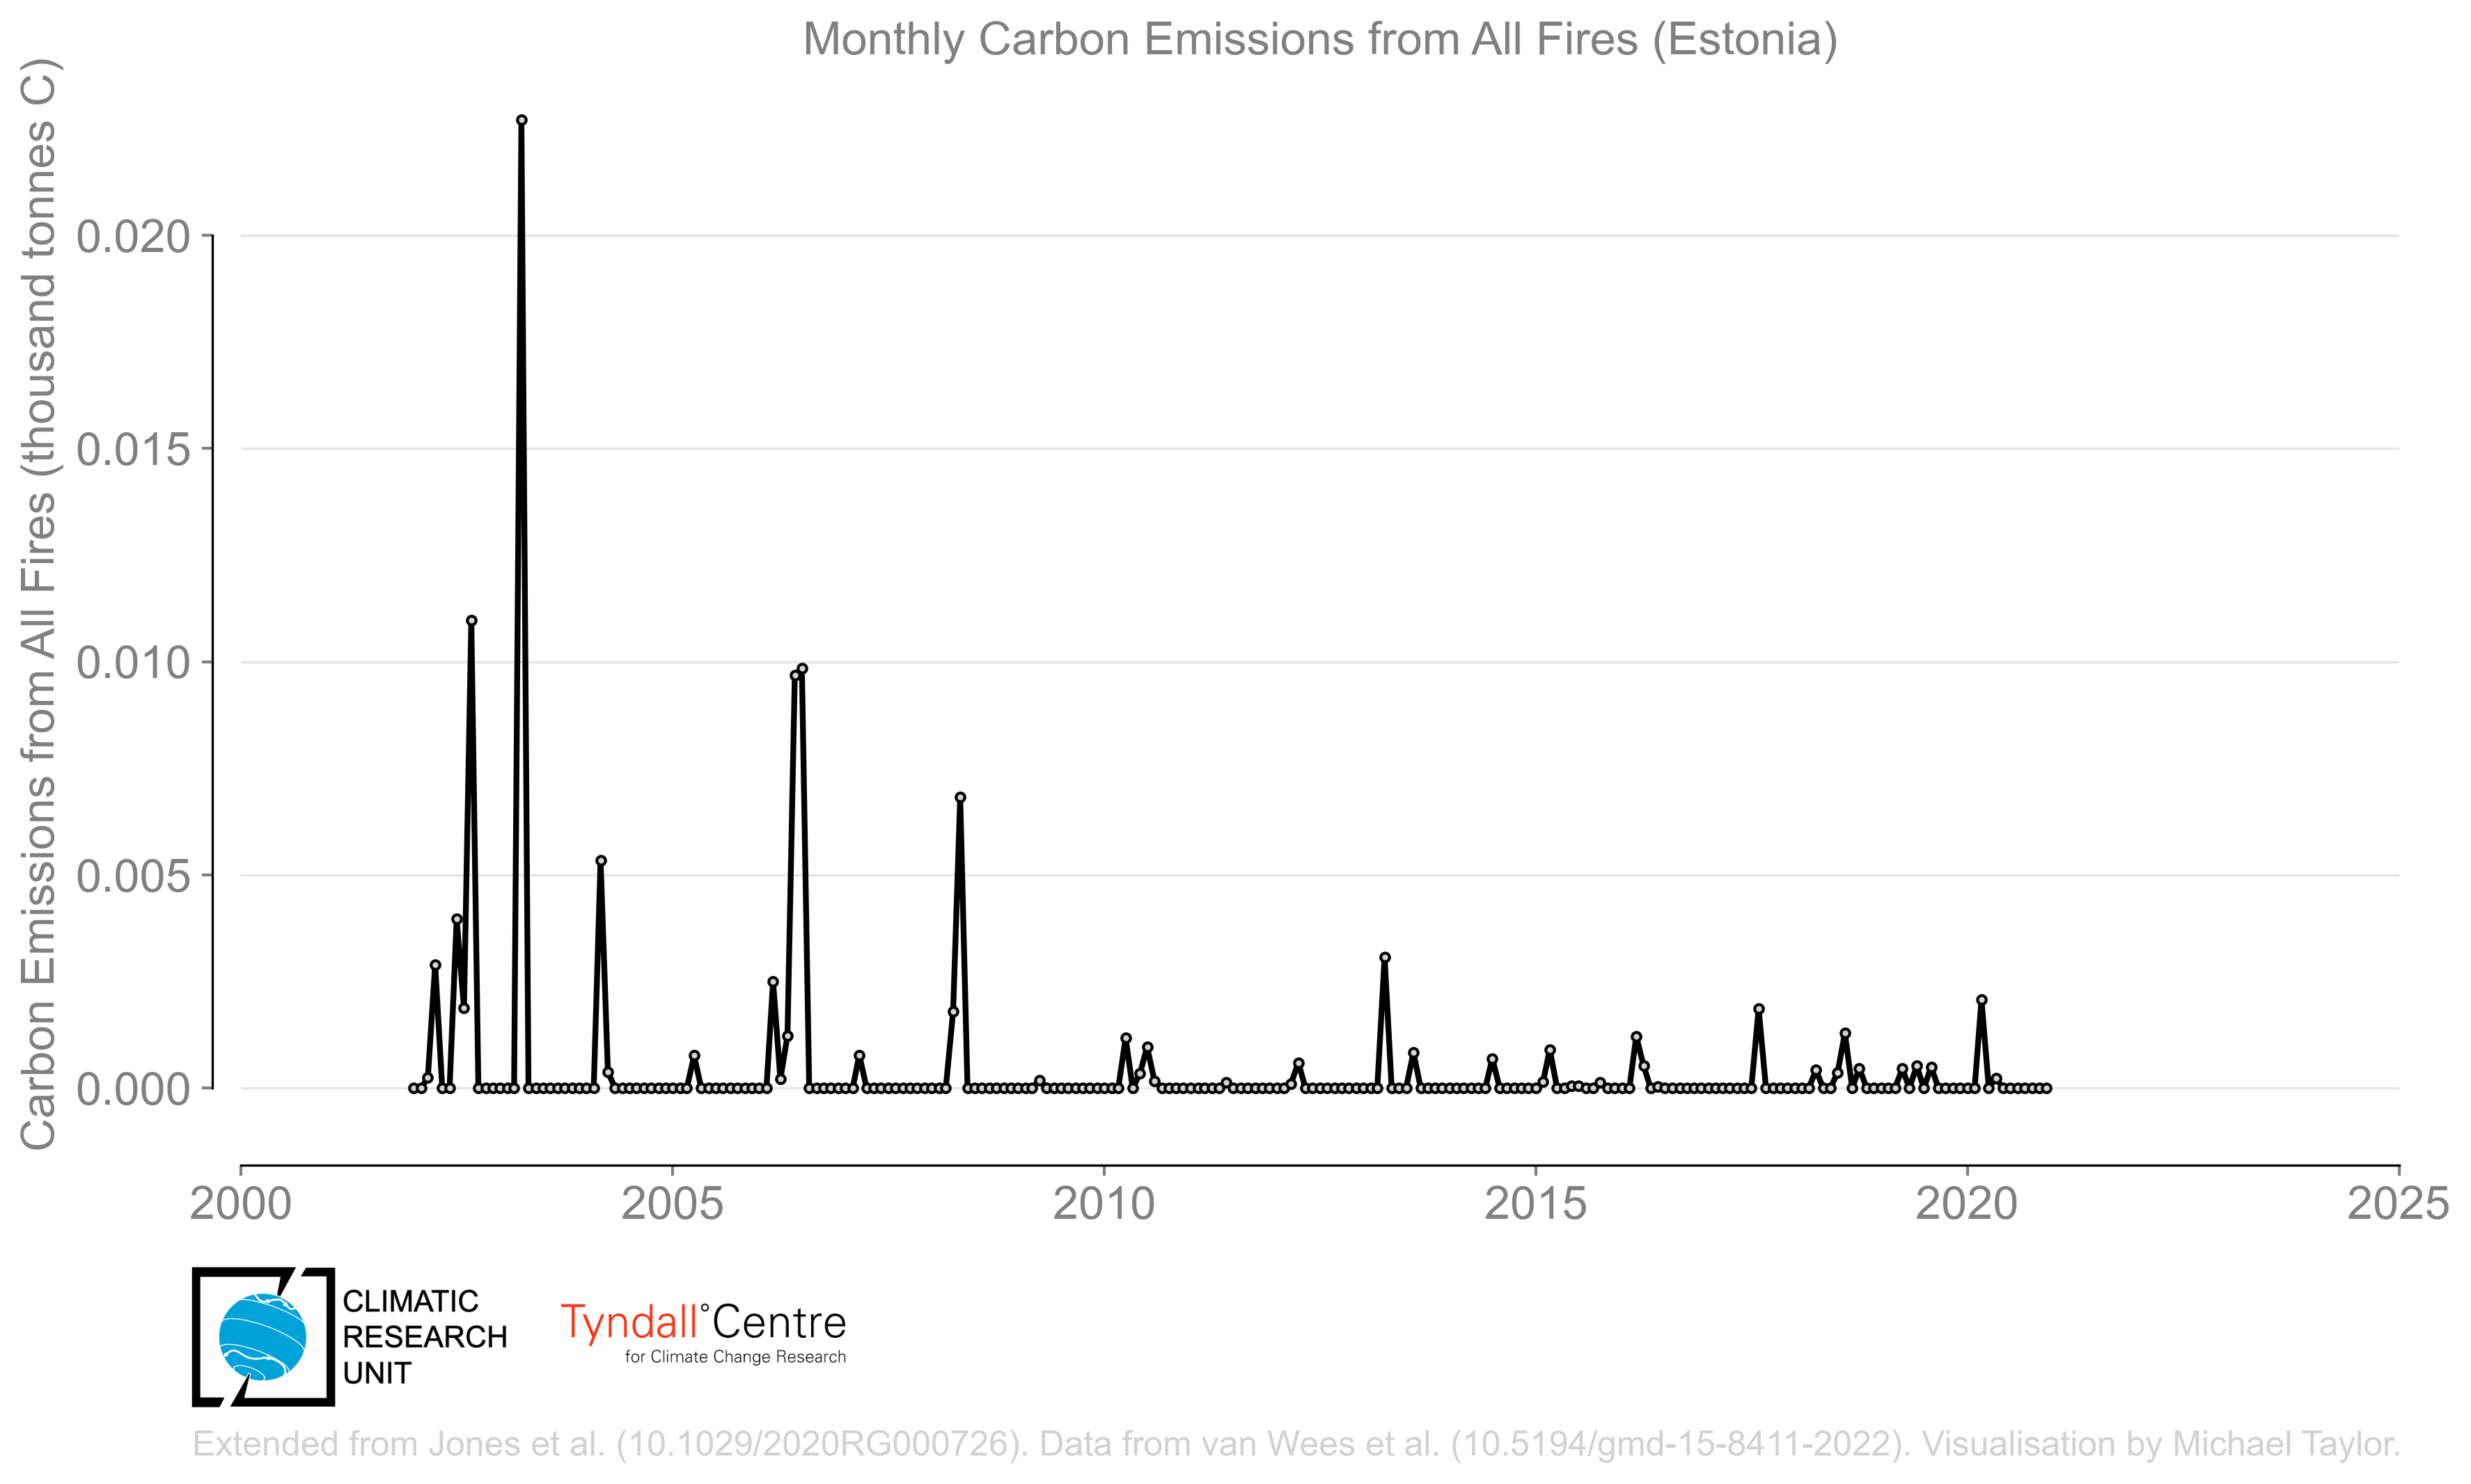 Monthly Carbon Emissions from All Fires (Estonia)
Carbon Emissions from All Fires (thousand tonnes C)
0.020
0.015
0.010
0.005
0.000
2000 2005 2010 2015 2020 2025
CLIMATIC
RESEARCH
UNIT
Tyndall°Centre
for Climate Change Research
Extended from Jones et al. (10.1029/2020RG000726). Data from van Wees et al. (10.5194/gmd-15-8411-2022). Visualisation by Michael Taylor.